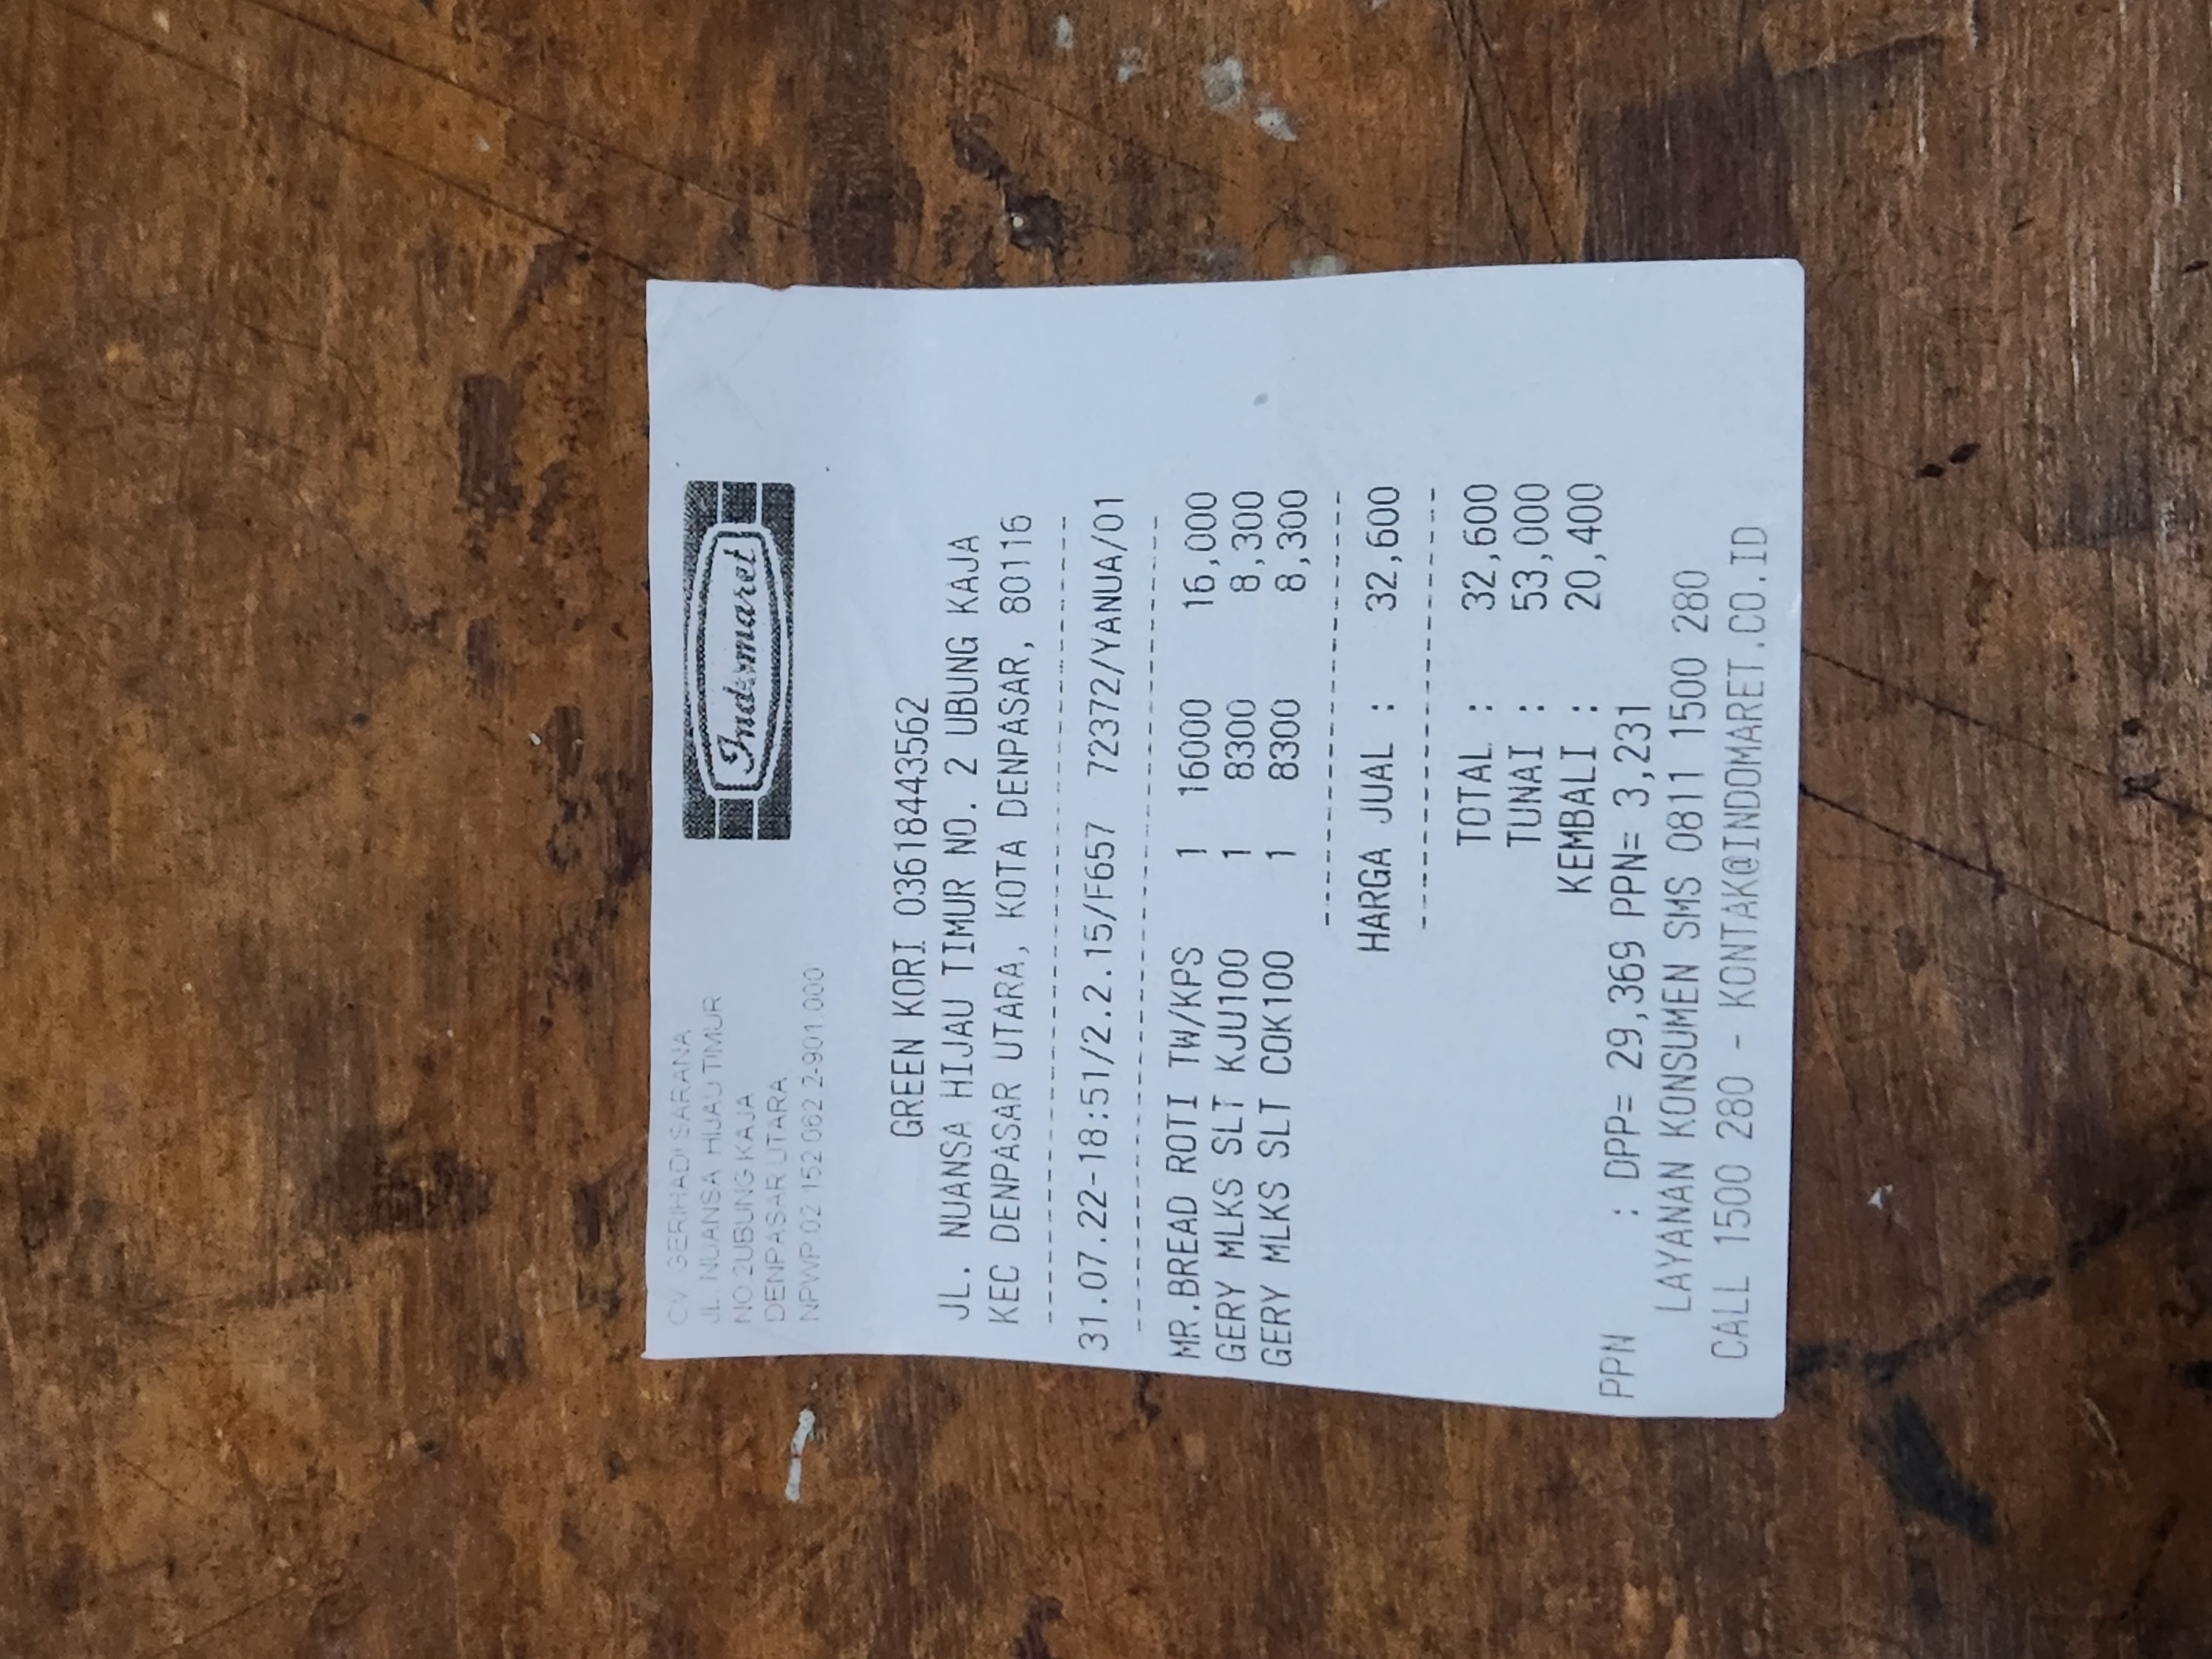 CV. GERIHADI SARANA
JL. NUANSA HIJAU TIMUR
NO 2UBUNG KAJA
DENPASAR UTARA
NPWP 02 152 062 2-901.000
Indomaret
GREEN KORI 03618443562
JL. NUANSA HIJAU TIMUR NO. 2 UBUNG KAJA
KEC DENPASAR UTARA, KOTA DENPASAR, 80116
31.07.22-18:51/2.2.15/F657 72372/YANUA/01
MR.BREAD ROTI TW/KPS 1 16000 16,000
GERY MLKS SLT KJU100 1 8300 8,300
GERY MLKS SLT COK100 1 8300 8,300
HARGA JUAL : 32,600
TOTAL : 32,600
TUNAI : 53,000
KEMBALI : 20,400
PPN : DPP= 29,369 PPN= 3,231
LAYANAN KONSUMEN SMS 0811 1500 280
CALL 1500 280 - KONTAK@INDOMARET.CO.ID